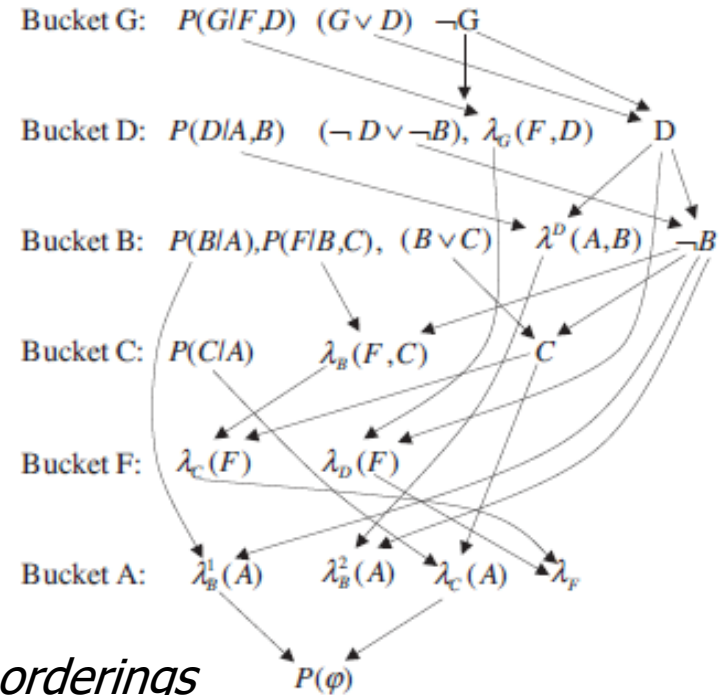 Bucket G: P(G|F,D) (G ∨ D) ¬G
Bucket D: P(D|A,B) (¬ D ∨ ¬B), λ_G(F,D) D
Bucket B: P(B|A),P(F|B,C), (B ∨ C) λ^D(A,B) ¬B
Bucket C: P(C|A) λ_B(F,C) C
Bucket F: λ_C(F) λ_D(F)
Bucket A: λ_B^1(A) λ_B^2(A) λ_C(A) λ_F
orderings P(φ)